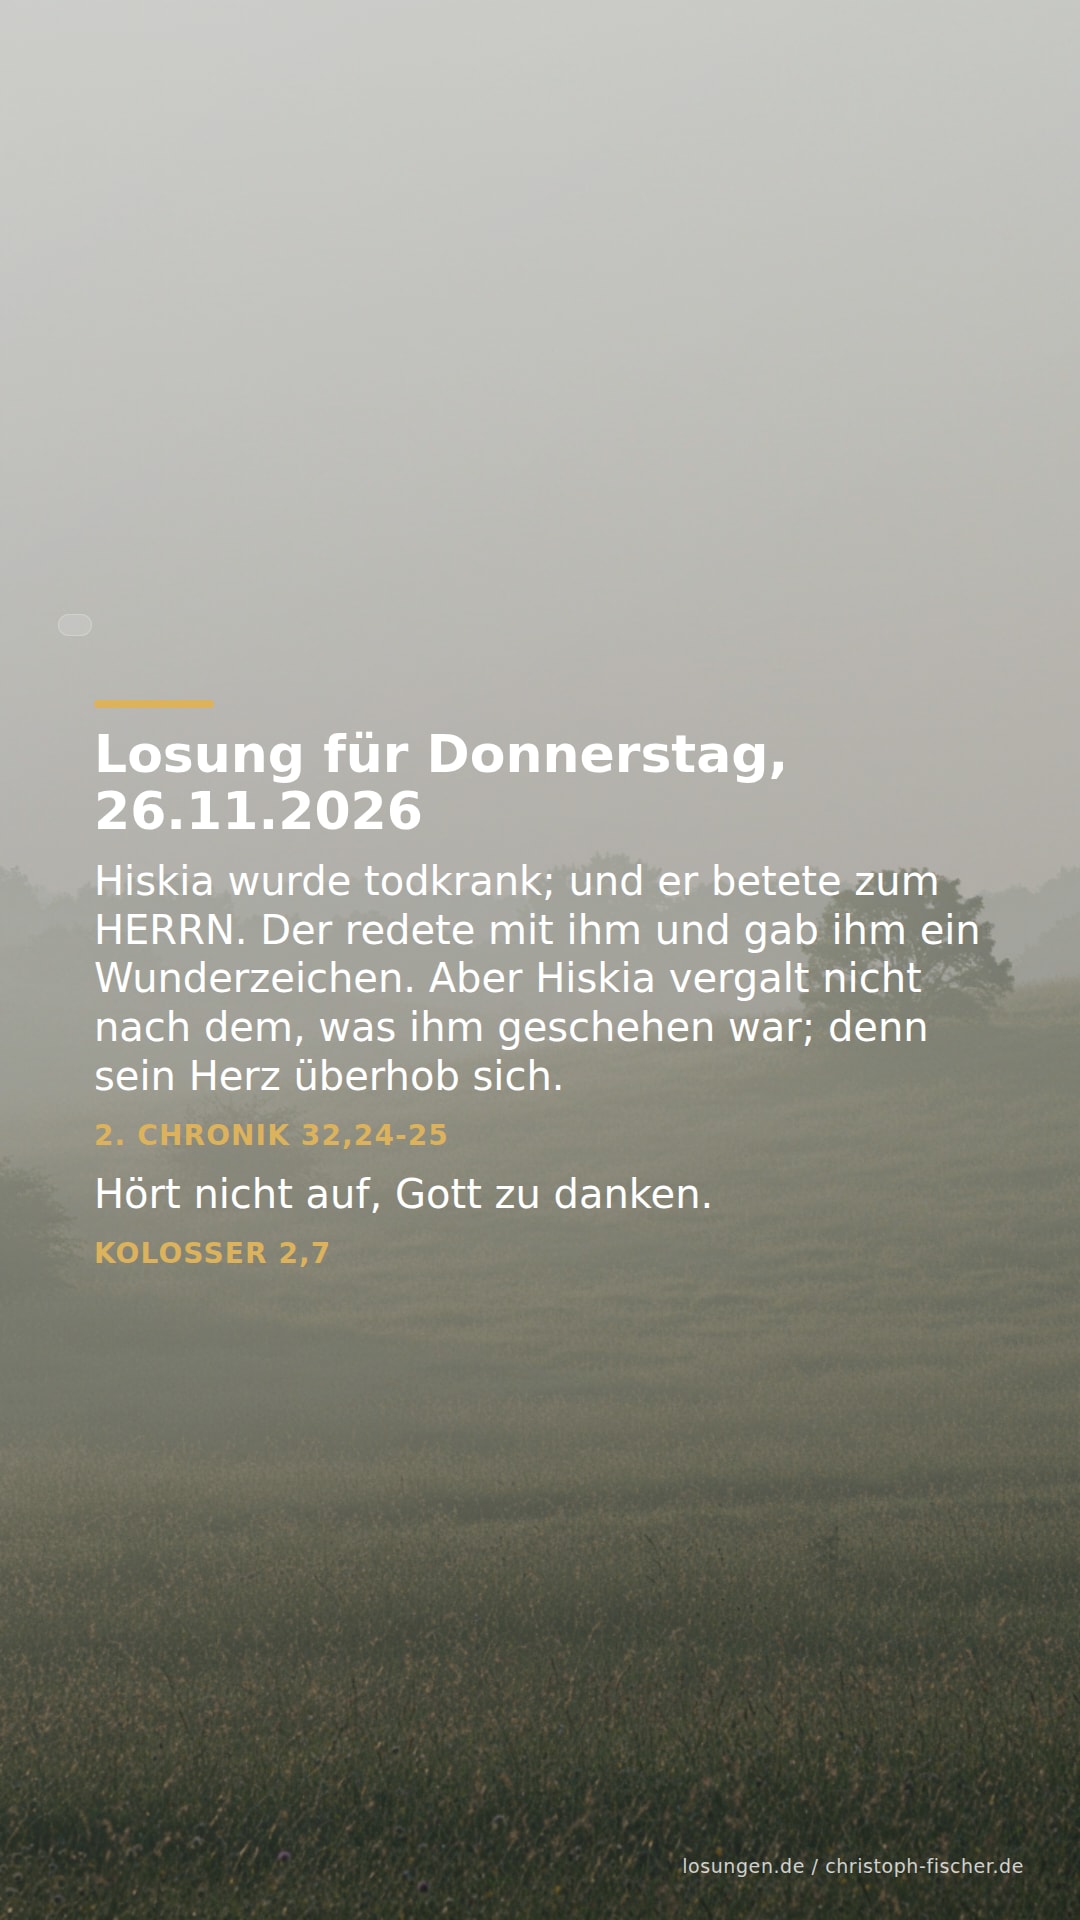 Losung für Donnerstag,
26.11.2026
Hiskia wurde todkrank; und er betete zum
HERRN. Der redete mit ihm und gab ihm ein
Wunderzeichen. Aber Hiskia vergalt nicht
nach dem, was ihm geschehen war; denn
sein Herz überhob sich.
2. CHRONIK 32,24-25
Hört nicht auf, Gott zu danken.
KOLOSSER 2,7
losungen.de / christoph-fischer.de